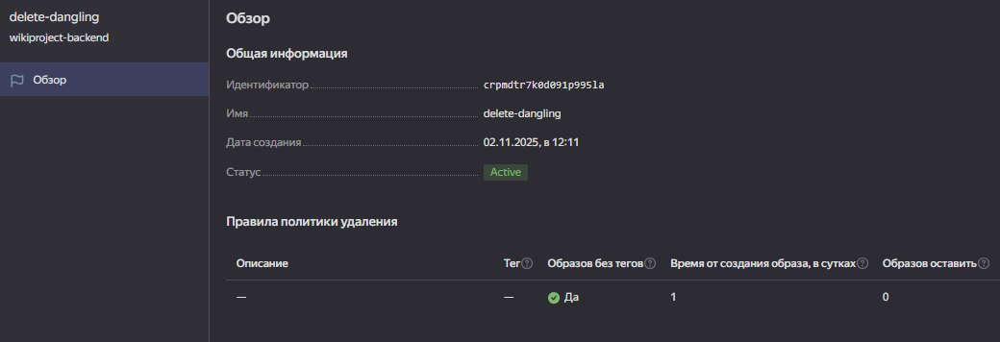 delete-dangling
wikiproject-backend
Обзор
Обзор
Общая информация
Идентификатор crpmdtr7k0d091p995la
Имя delete-dangling
Дата создания 02.11.2025, в 12:11
Статус Active
Правила политики удаления
Описание Тег Образов без тегов Время от создания образа, в сутках Образов оставить
— — Да 1 0